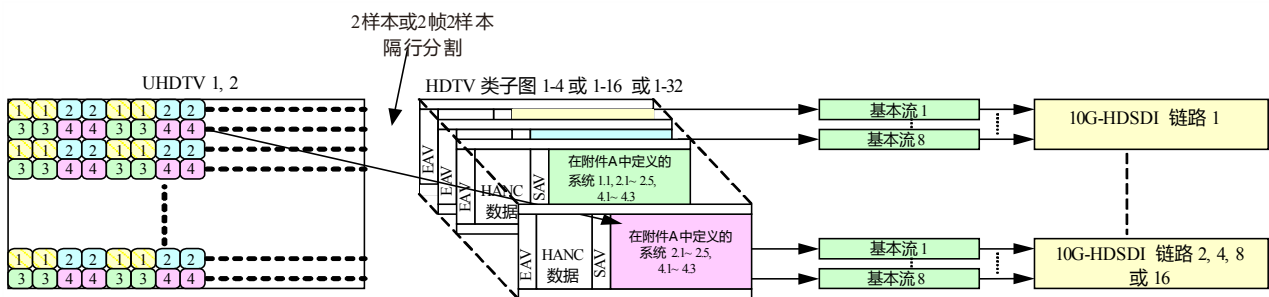 2样本或2帧2样本
隔行分割
UHDTV 1, 2
HDTV 类子图 1-4 或 1-16 或 1-32
1 1 2 2 1 1 2 2
3 3 4 4 3 3 4 4
1 1 2 2 1 1 2 2
3 3 4 4 3 3 4 4
1 1 2 2 1 1 2 2
3 3 4 4 3 3 4 4
EAV
EAV
EAV
HANC
数据
SAV
在附件A中定义的
系统 1.1, 2.1~ 2.5,
4.1~ 4.3
EAV
HANC
数据
SAV
在附件A中定义的
系统 2.1~ 2.5,
4.1~ 4.3
基本流1
基本流8
10G-HDSDI 链路 1
基本流1
基本流8
10G-HDSDI 链路 2, 4, 8
或 16